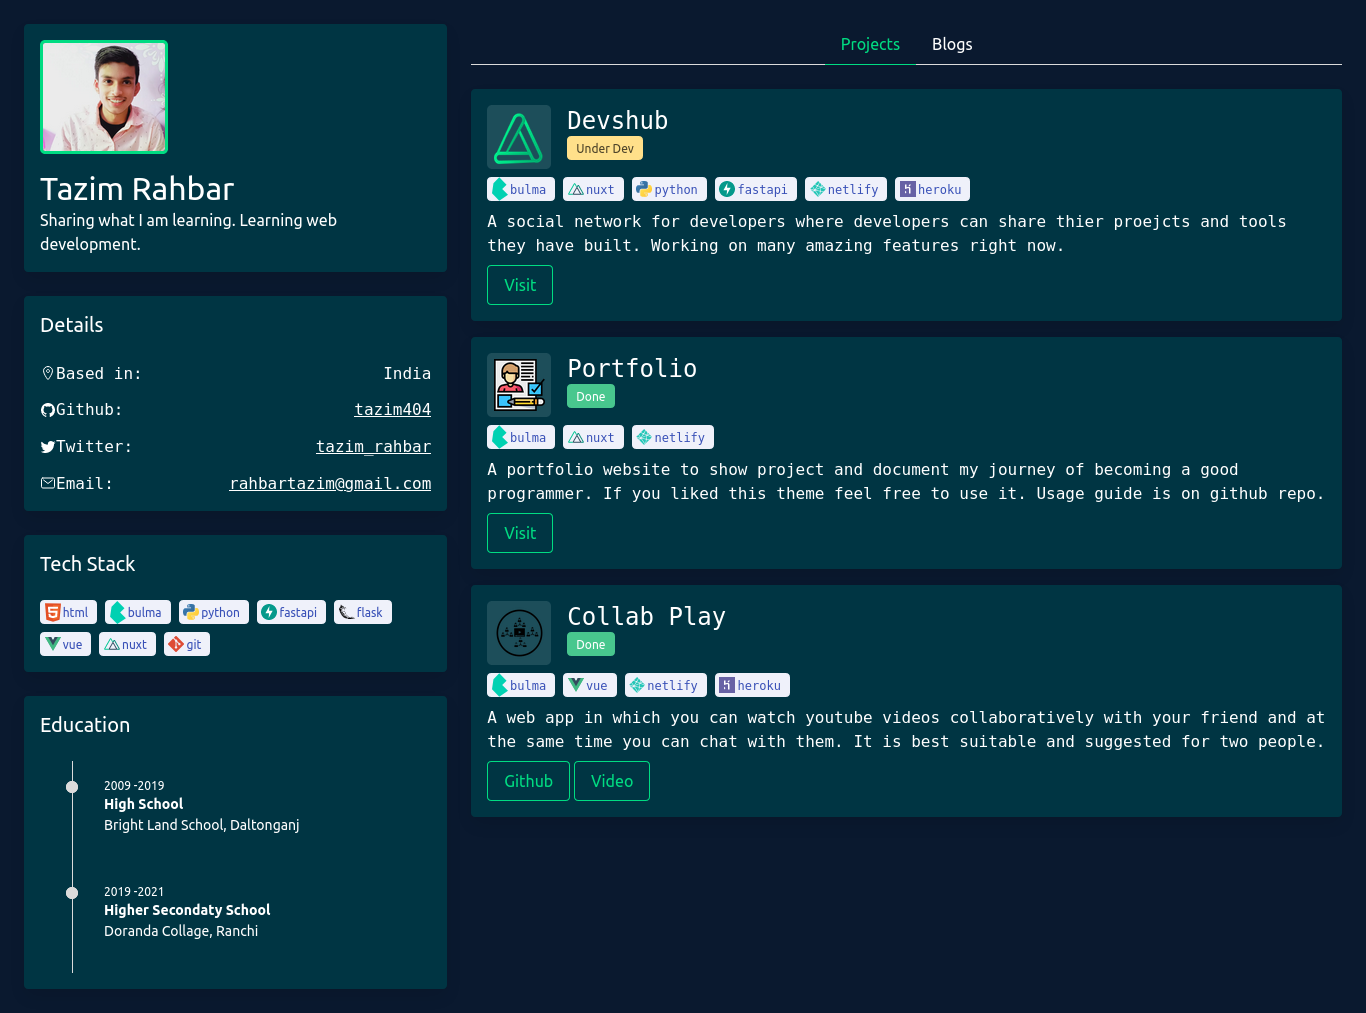 Tazim Rahbar
Sharing what I am learning. Learning web
development.
Details
Based in: India
Github: tazim404
Twitter: tazim_rahbar
Email: rahbartazim@gmail.com
Tech Stack
html bulma python fastapi flask
vue nuxt git
Education
2009 -2019
High School
Bright Land School, Daltonganj
2019 -2021
Higher Secondaty School
Doranda Collage, Ranchi
Projects Blogs
Devshub
Under Dev
bulma nuxt python fastapi netlify heroku
A social network for developers where developers can share thier proejcts and tools
they have built. Working on many amazing features right now.
Visit
Portfolio
Done
bulma nuxt netlify
A portfolio website to show project and document my journey of becoming a good
programmer. If you liked this theme feel free to use it. Usage guide is on github repo.
Visit
Collab Play
Done
bulma vue netlify heroku
A web app in which you can watch youtube videos collaboratively with your friend and at
the same time you can chat with them. It is best suitable and suggested for two people.
Github Video